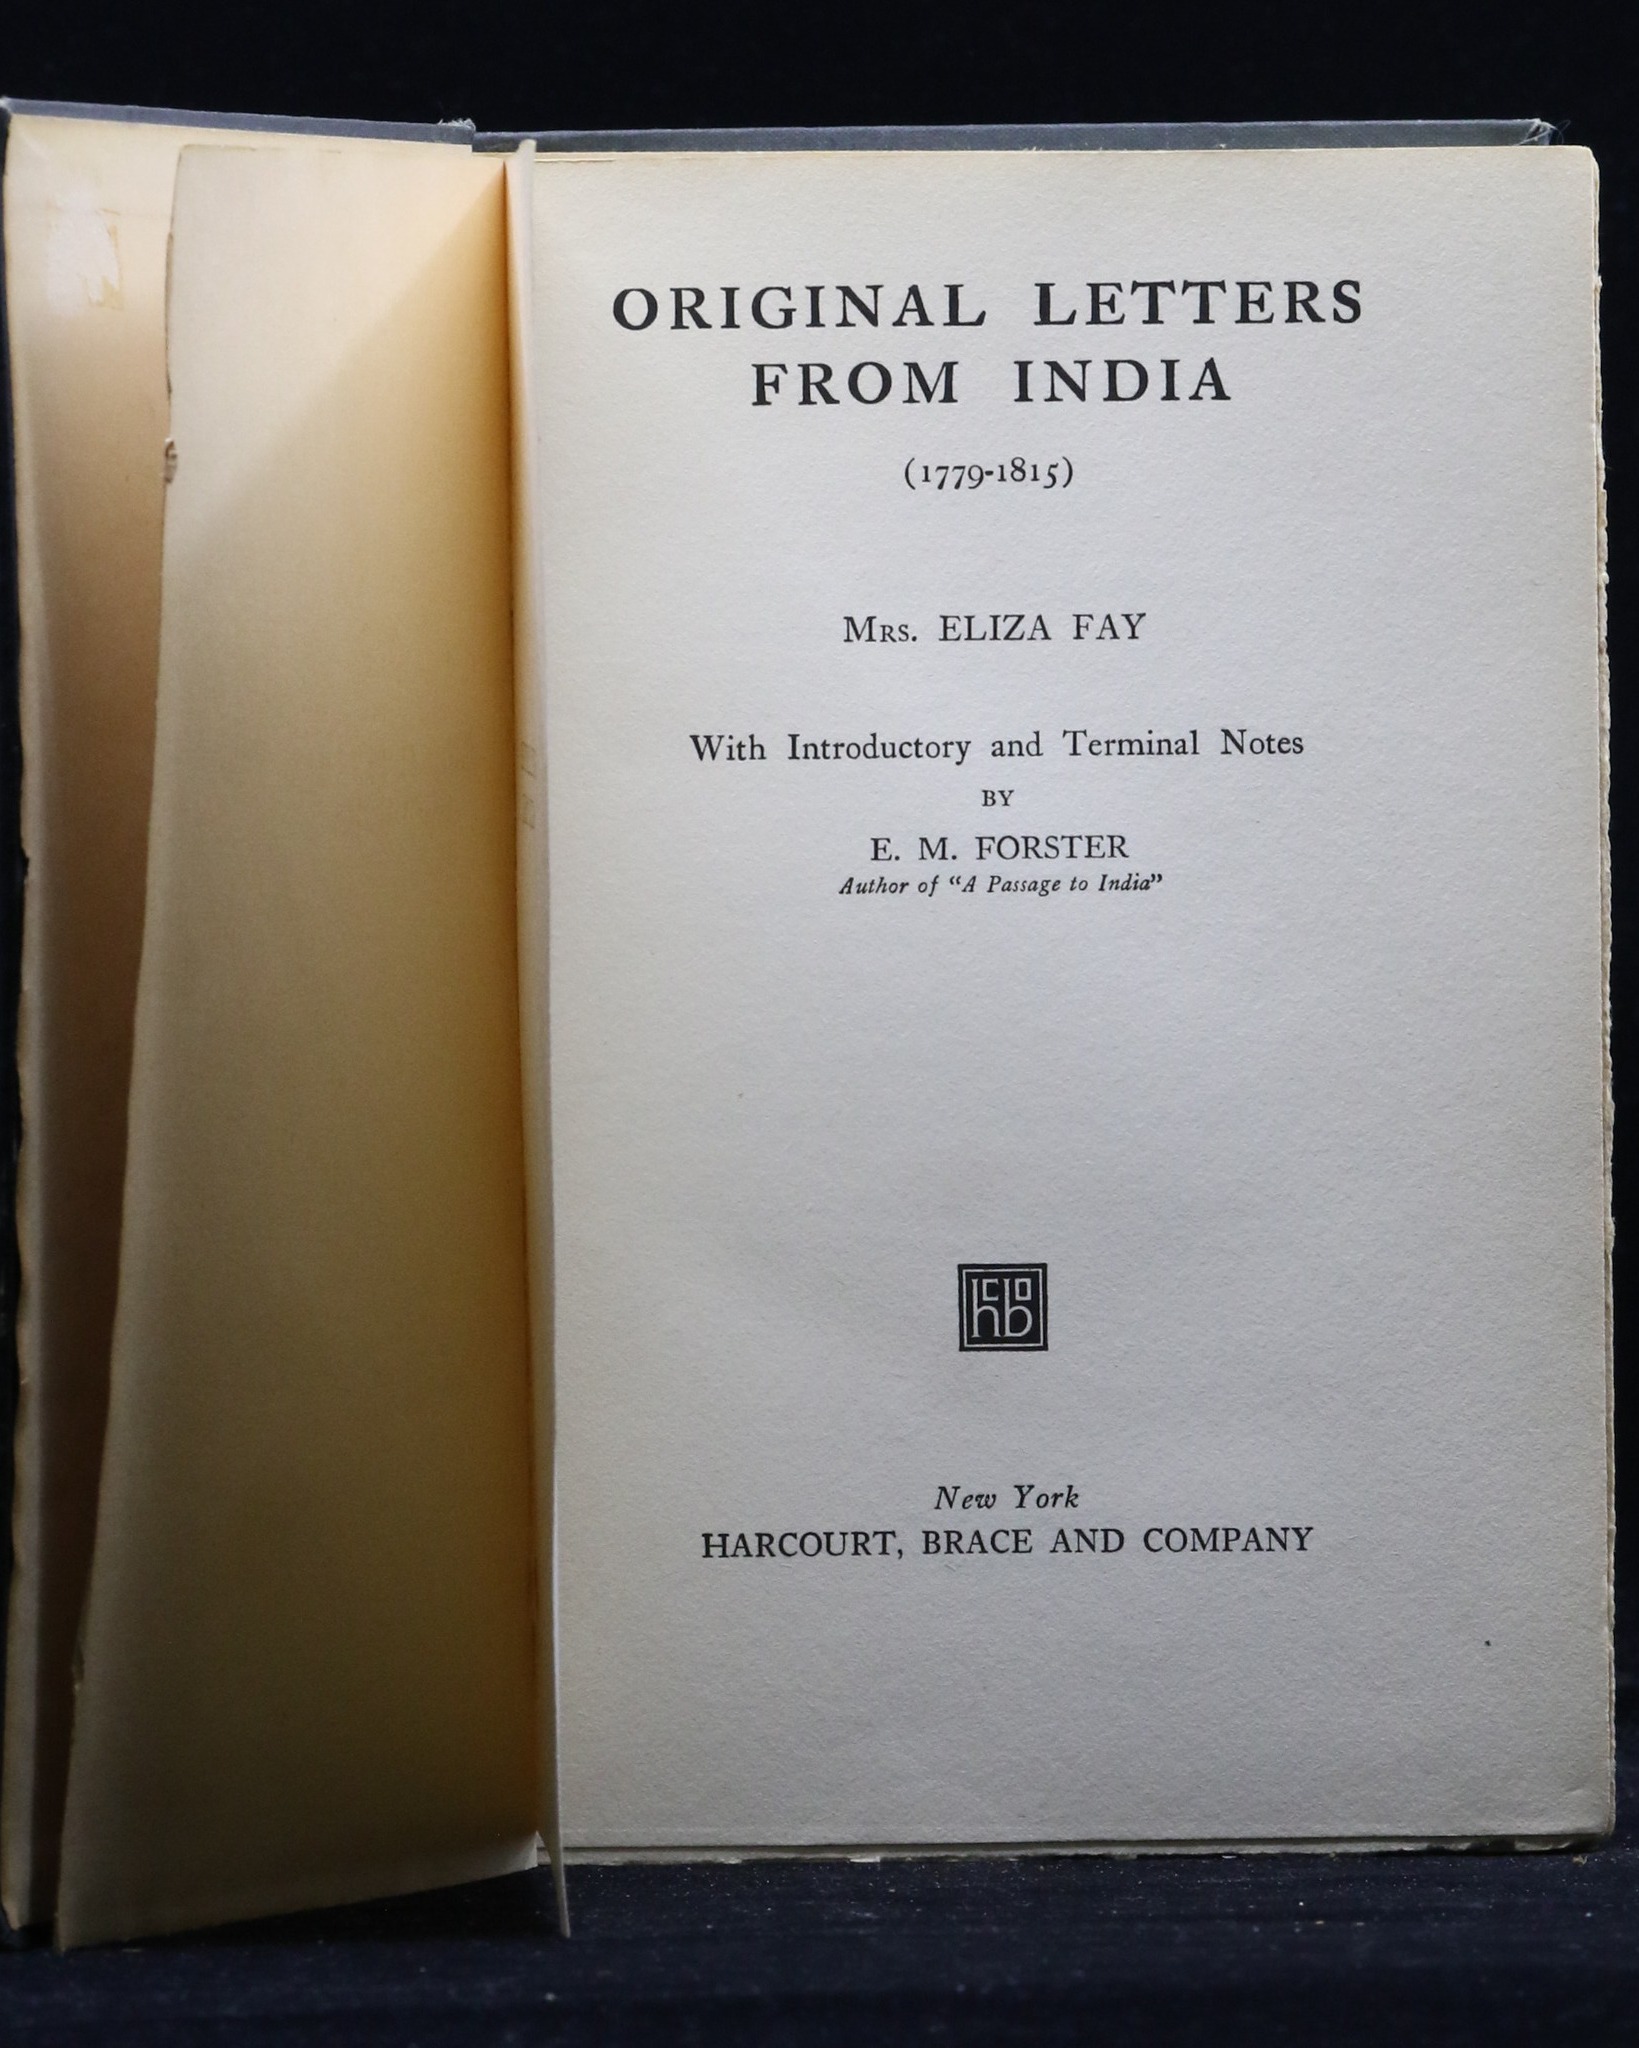 ORIGINAL LETTERS
FROM INDIA
(1779-1815)
MRS. ELIZA FAY
With Introductory and Terminal Notes
BY
E. M. FORSTER
Author of “A Passage to India”
hcbo
New York
HARCOURT, BRACE AND COMPANY